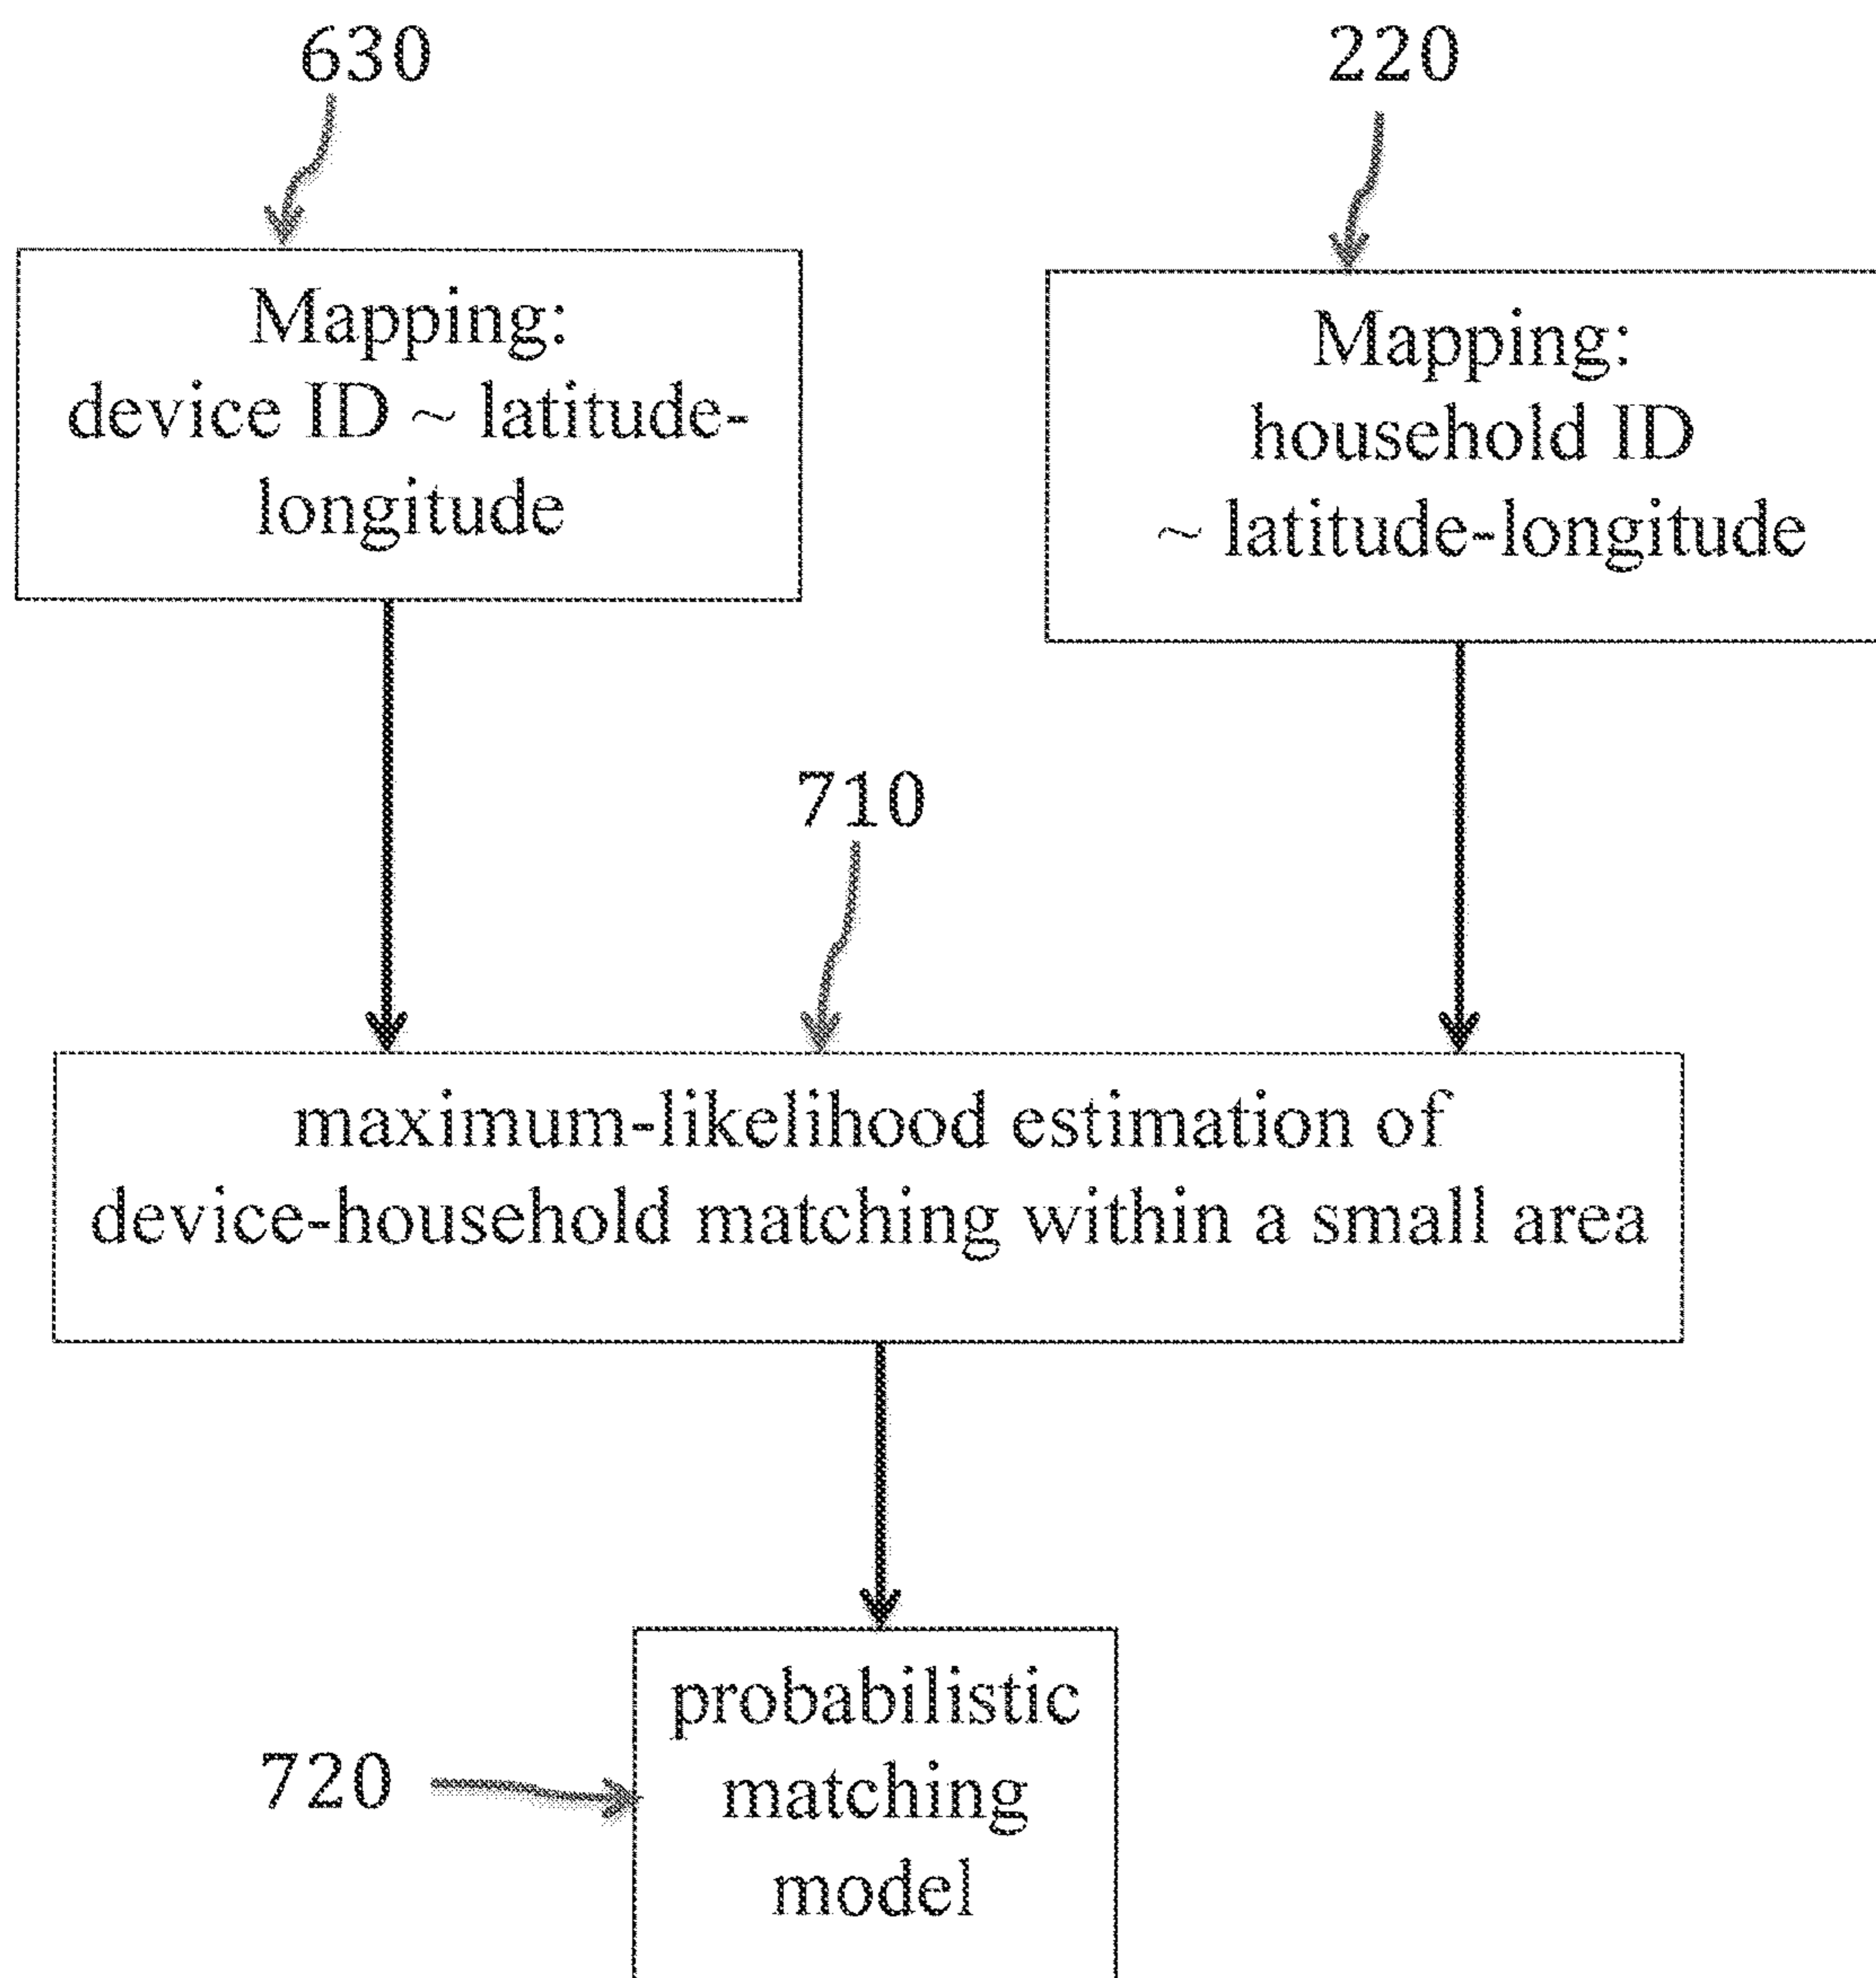 630
220
Mapping:
device ID ~ latitude-
longitude
Mapping:
household ID
~ latitude-longitude
710
maximum-likelihood estimation of
device-household matching within a small area
720
probabilistic
matching
model